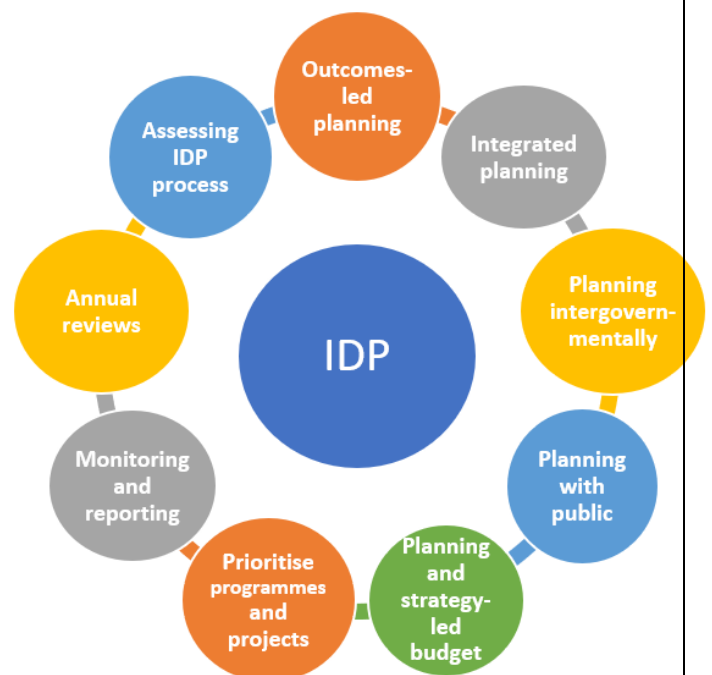 Outcomes-
led
planning
Integrated
planning
Planning
intergovern-
mentally
Planning
with
public
Planning
and
strategy-
led
budget
Prioritise
programmes
and
projects
Monitoring
and
reporting
Annual
reviews
Assessing
IDP
process
IDP